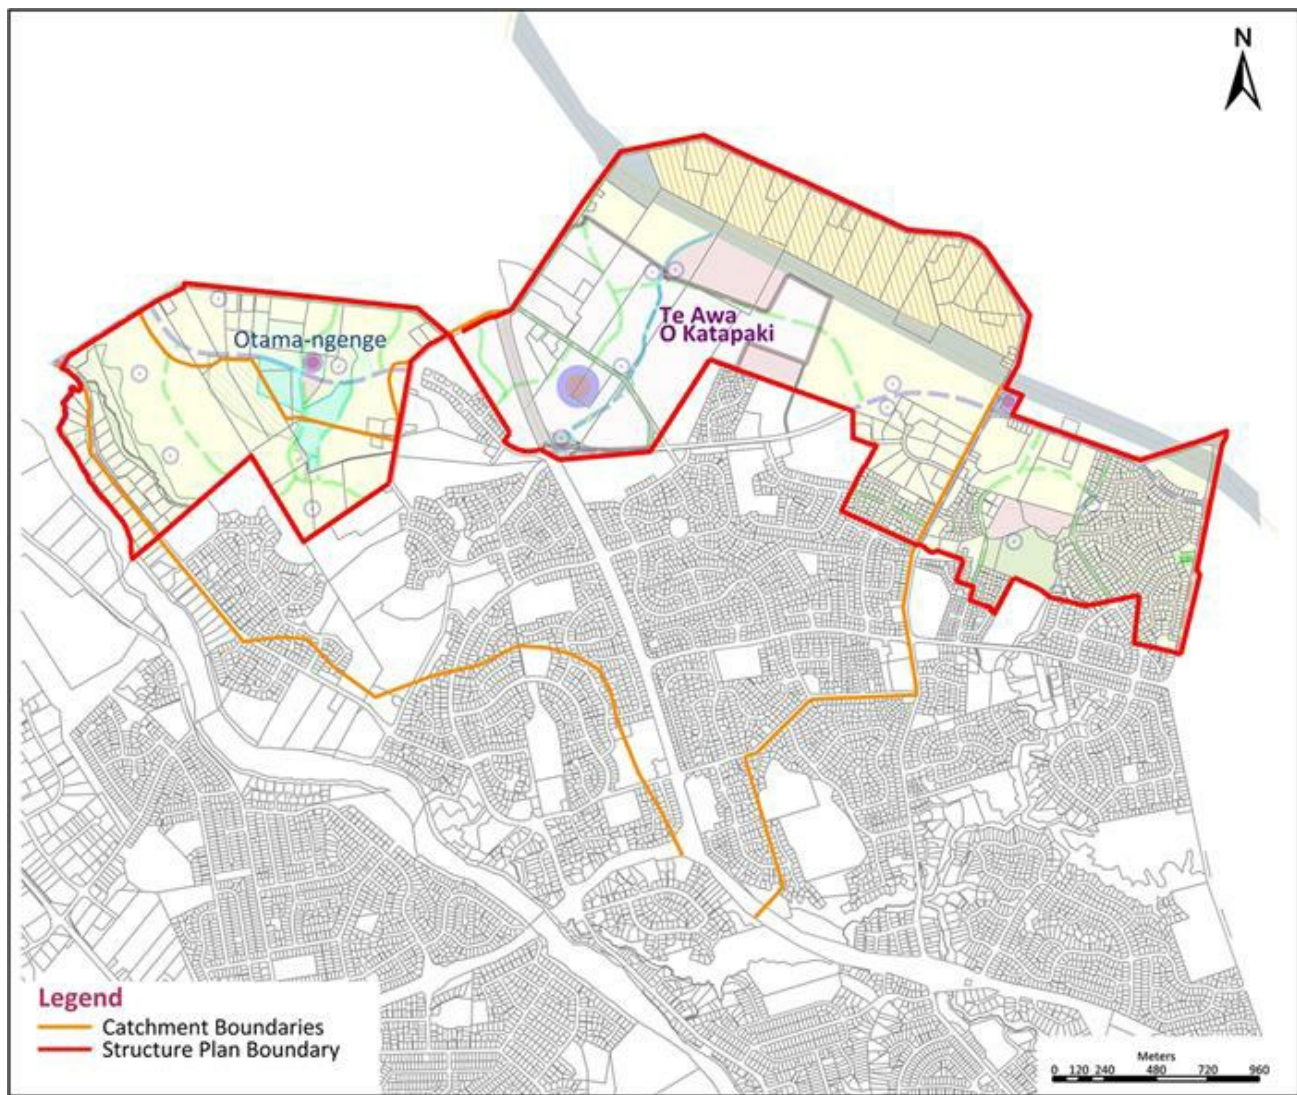 N
Otama-ngenge
Te Awa
O Katapaki
Legend
Catchment Boundaries
Structure Plan Boundary
Meters
0 120 240 480 720 960